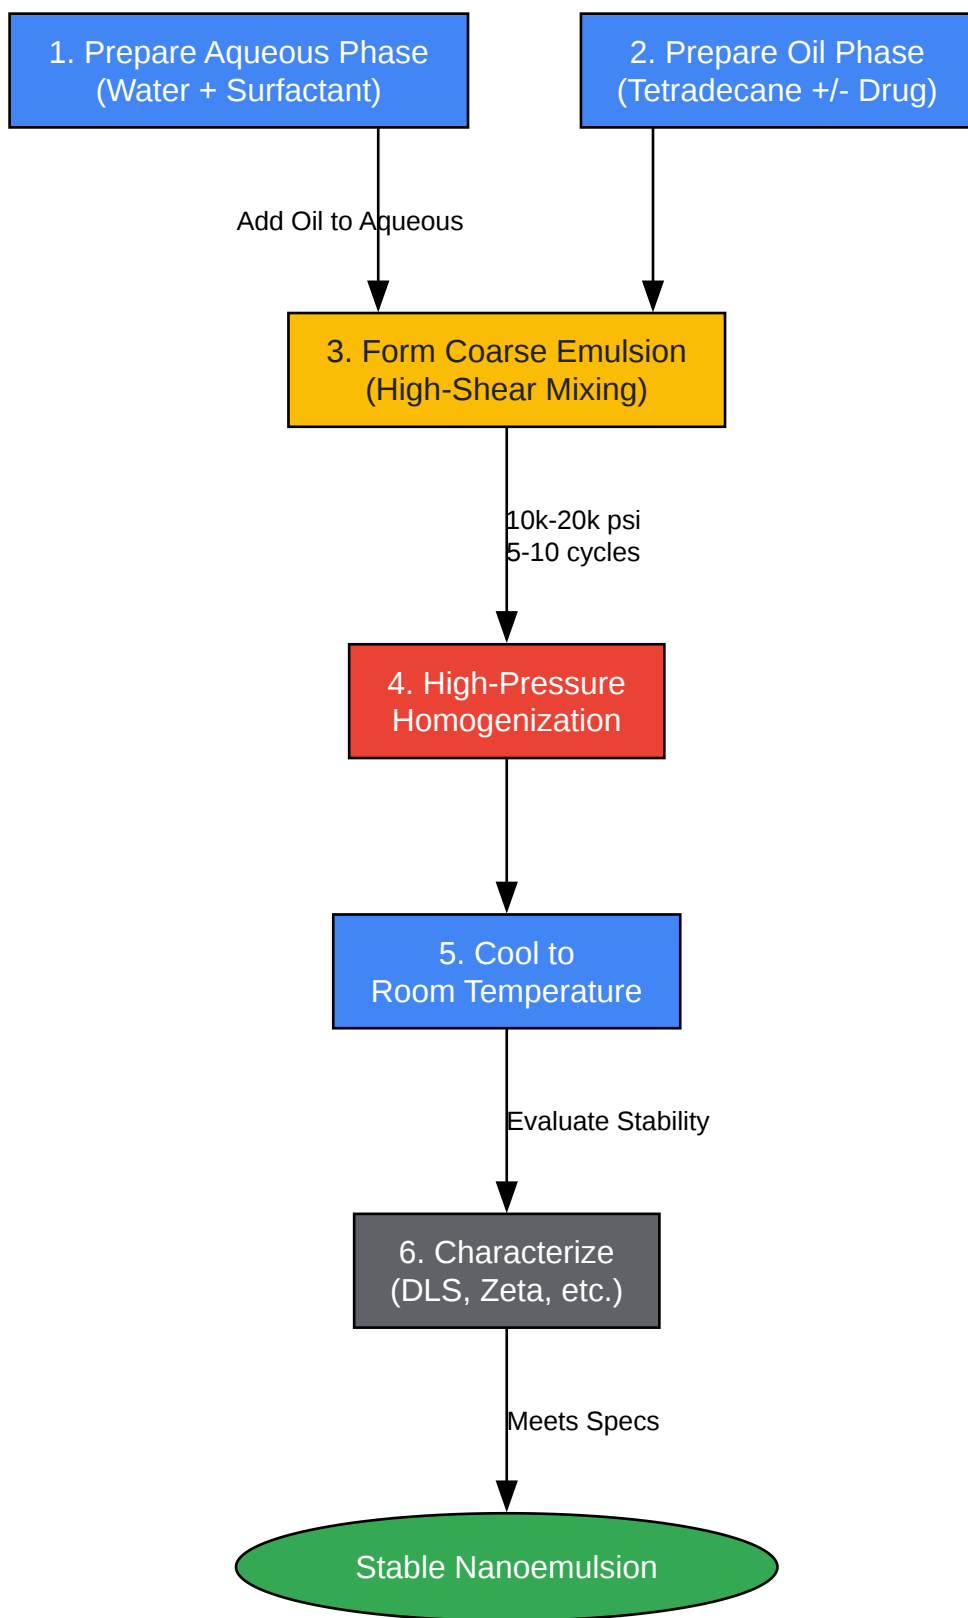 1. Prepare Aqueous Phase
(Water + Surfactant)
2. Prepare Oil Phase
(Tetradecane +/- Drug)
Add Oil to Aqueous
3. Form Coarse Emulsion
(High-Shear Mixing)
10k-20k psi
5-10 cycles
4. High-Pressure
Homogenization
5. Cool to
Room Temperature
Evaluate Stability
6. Characterize
(DLS, Zeta, etc.)
Meets Specs
Stable Nanoemulsion